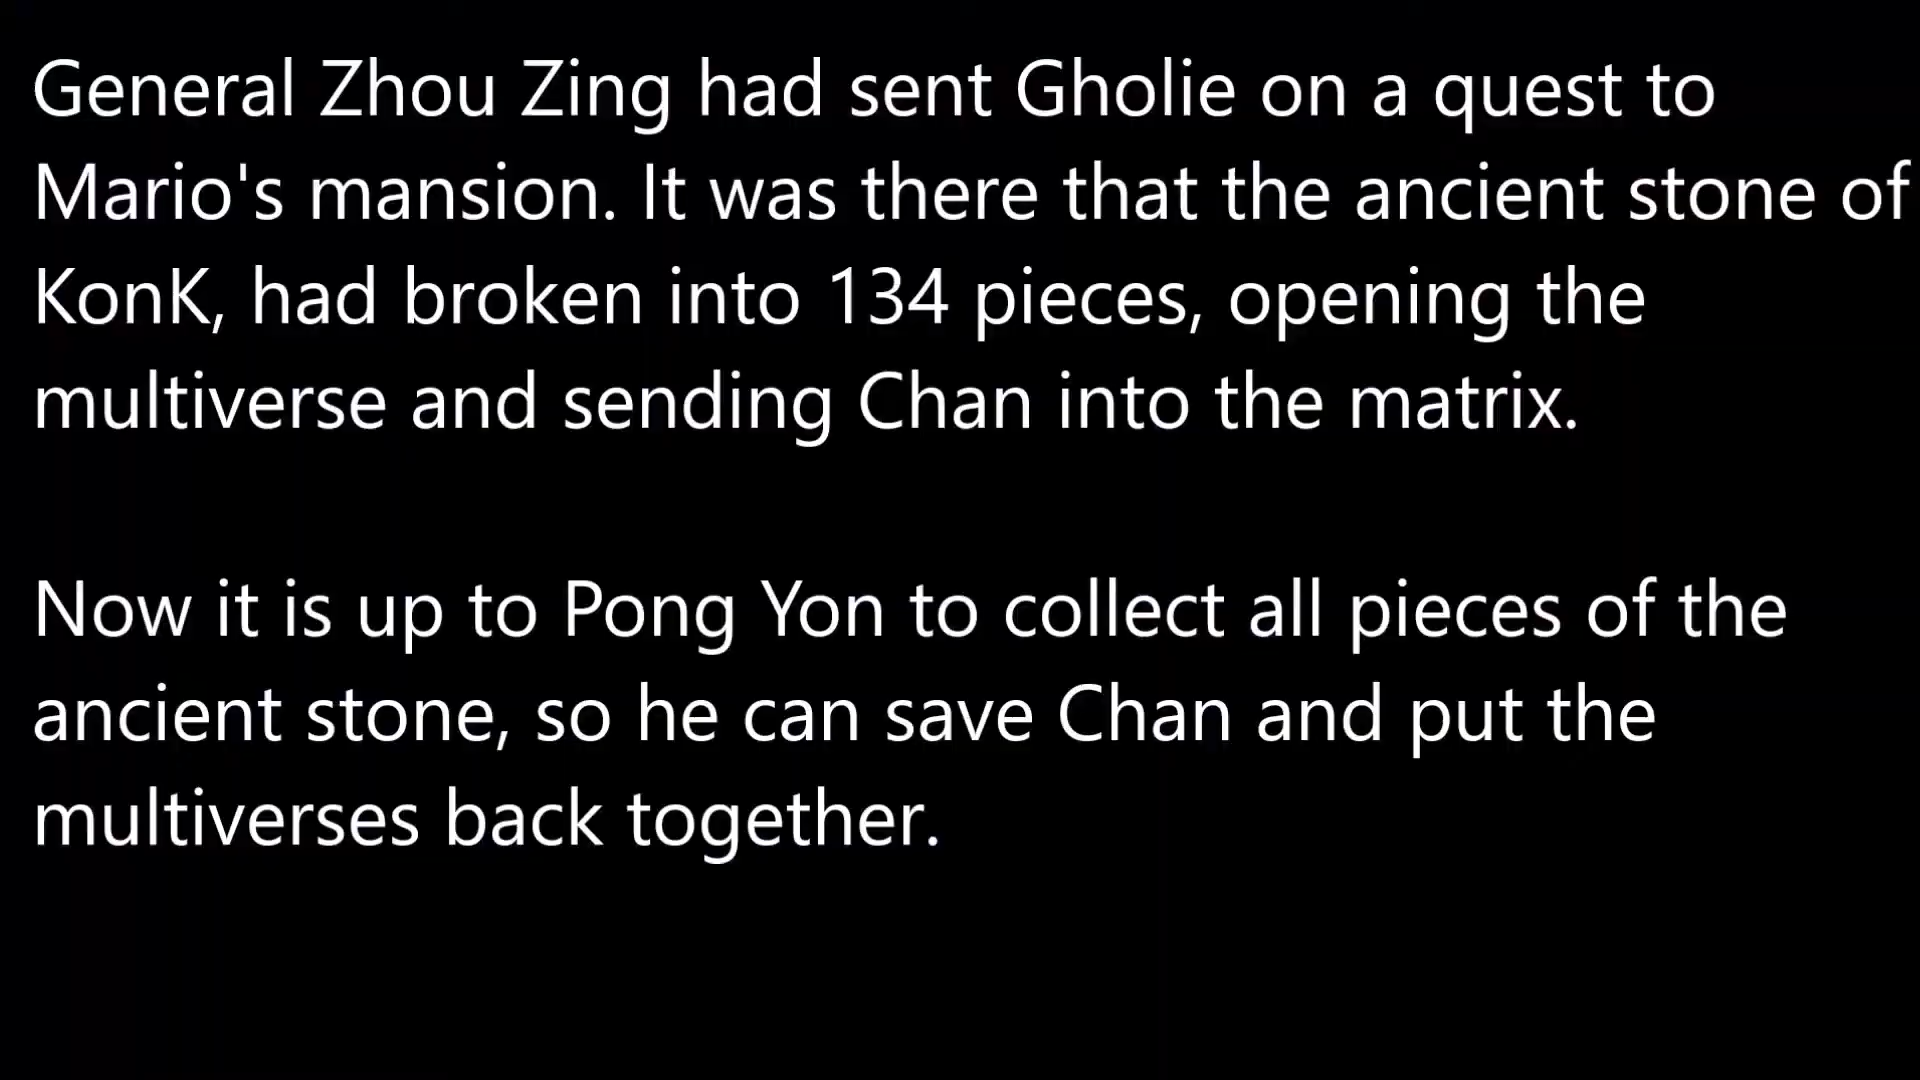 General Zhou Zing had sent Gholie on a quest to
Mario's mansion. It was there that the ancient stone of
KonK, had broken into 134 pieces, opening the
multiverse and sending Chan into the matrix.
Now it is up to Pong Yon to collect all pieces of the
ancient stone, so he can save Chan and put the
multiverses back together.